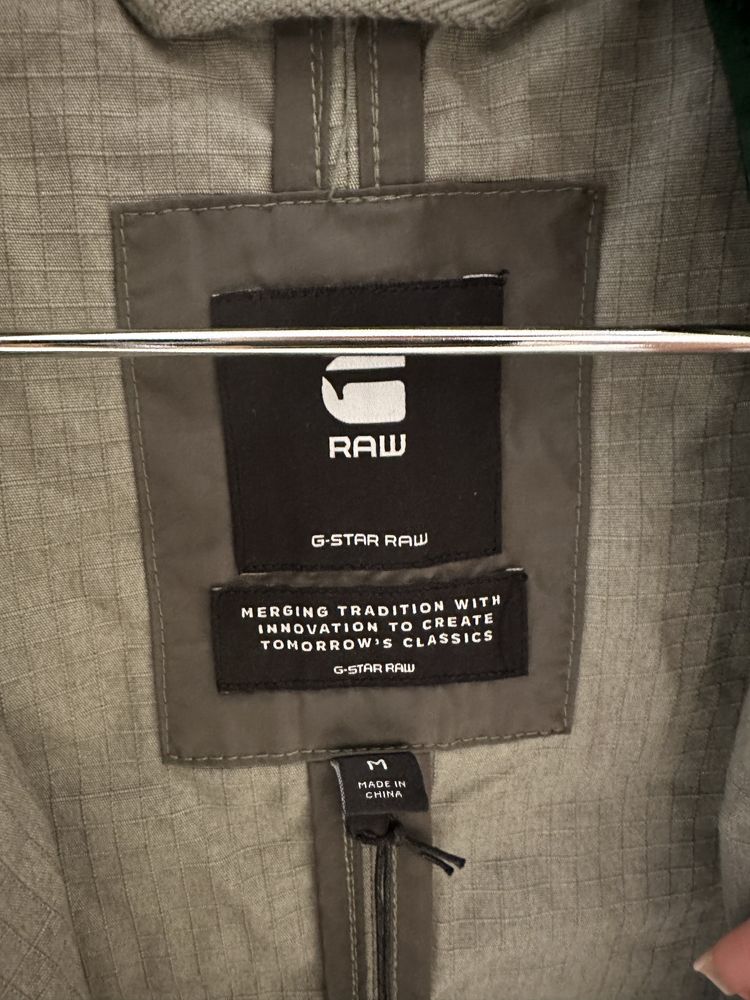 RAW
G-STAR RAW
MERGING TRADITION WITH
INNOVATION TO CREATE
TOMORROW'S CLASSICS
G-STAR RAW
M
MADE IN
CHINA